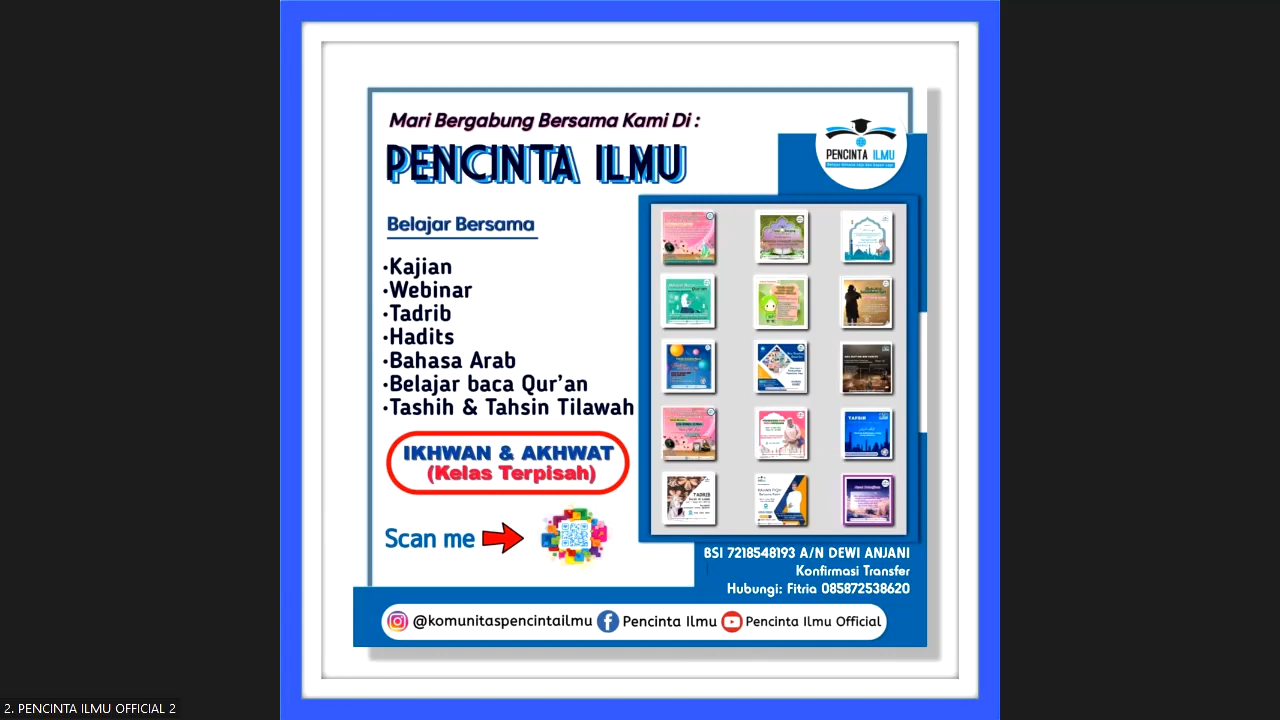 Mari Bergabung Bersama Kami Di :
PENCINTA ILMU
PENCINTA ILMU
Belajar Bersama
•Kajian
•Webinar
•Tadrib
•Hadits
•Bahasa Arab
•Belajar baca Qur'an
•Tashih & Tahsin Tilawah
IKHWAN & AKHWAT
(Kelas Terpisah)
Scan me
TAFSIR
TADRIB
BSI 7218548193 A/N DEWI ANJANI
Konfirmasi Transfer
Hubungi: Fitria 085872538620
@komunitaspencintailmu Pencinta Ilmu Pencinta Ilmu Official
2. PENCINTA ILMU OFFICIAL 2